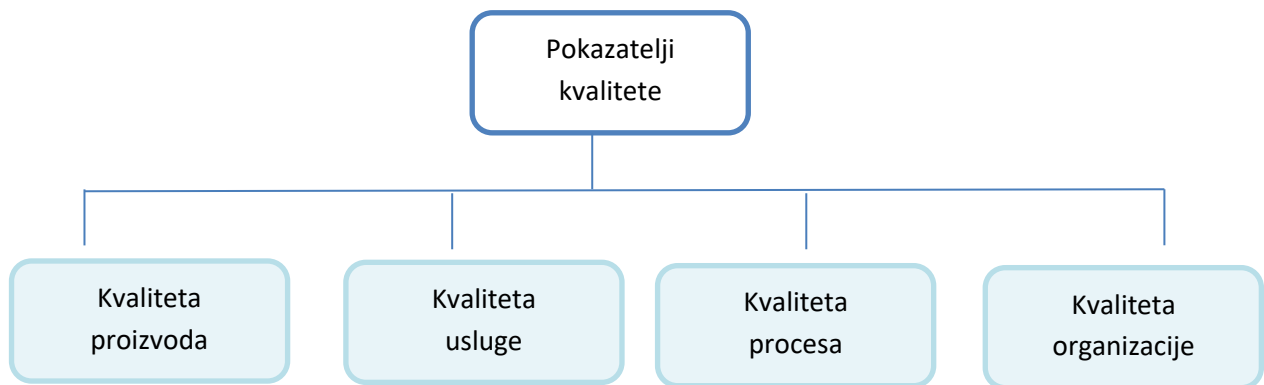 Pokazatelji
kvalitete
Kvaliteta
proizvoda
Kvaliteta
usluge
Kvaliteta
procesa
Kvaliteta
organizacije